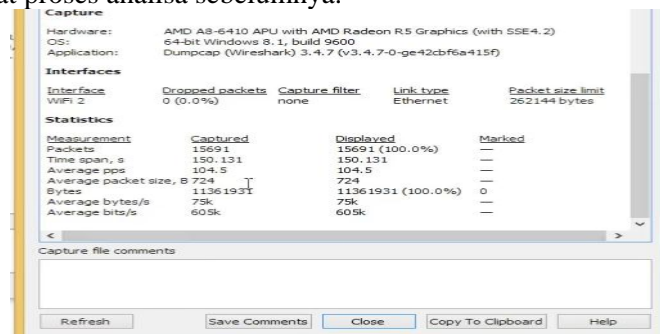 at proses analisa sebelumnya.
Capture
Hardware: AMD A8-6410 APU with AMD Radeon R5 Graphics (with SSE4.2)
OS: 64-bit Windows 8.1, build 9600
Application: Dumpcap (Wireshark) 3.4.7 (v3.4.7-0-ge42cbf6a415f)
Interfaces
Interface Dropped packets Capture filter Link type Packet size limit
WiFi 2 0 (0.0%) none Ethernet 262144 bytes
Statistics
Measurement Captured Displayed Marked
Packets 15691 15691 (100.0%) —
Time span, s 150.131 150.131 —
Average pps 104.5 104.5 —
Average packet size, B 724 724 —
Bytes 11361931 11361931 (100.0%) 0
Average bytes/s 75k 75k —
Average bits/s 605k 605k —
Capture file comments
Refresh Save Comments Close Copy To Clipboard Help